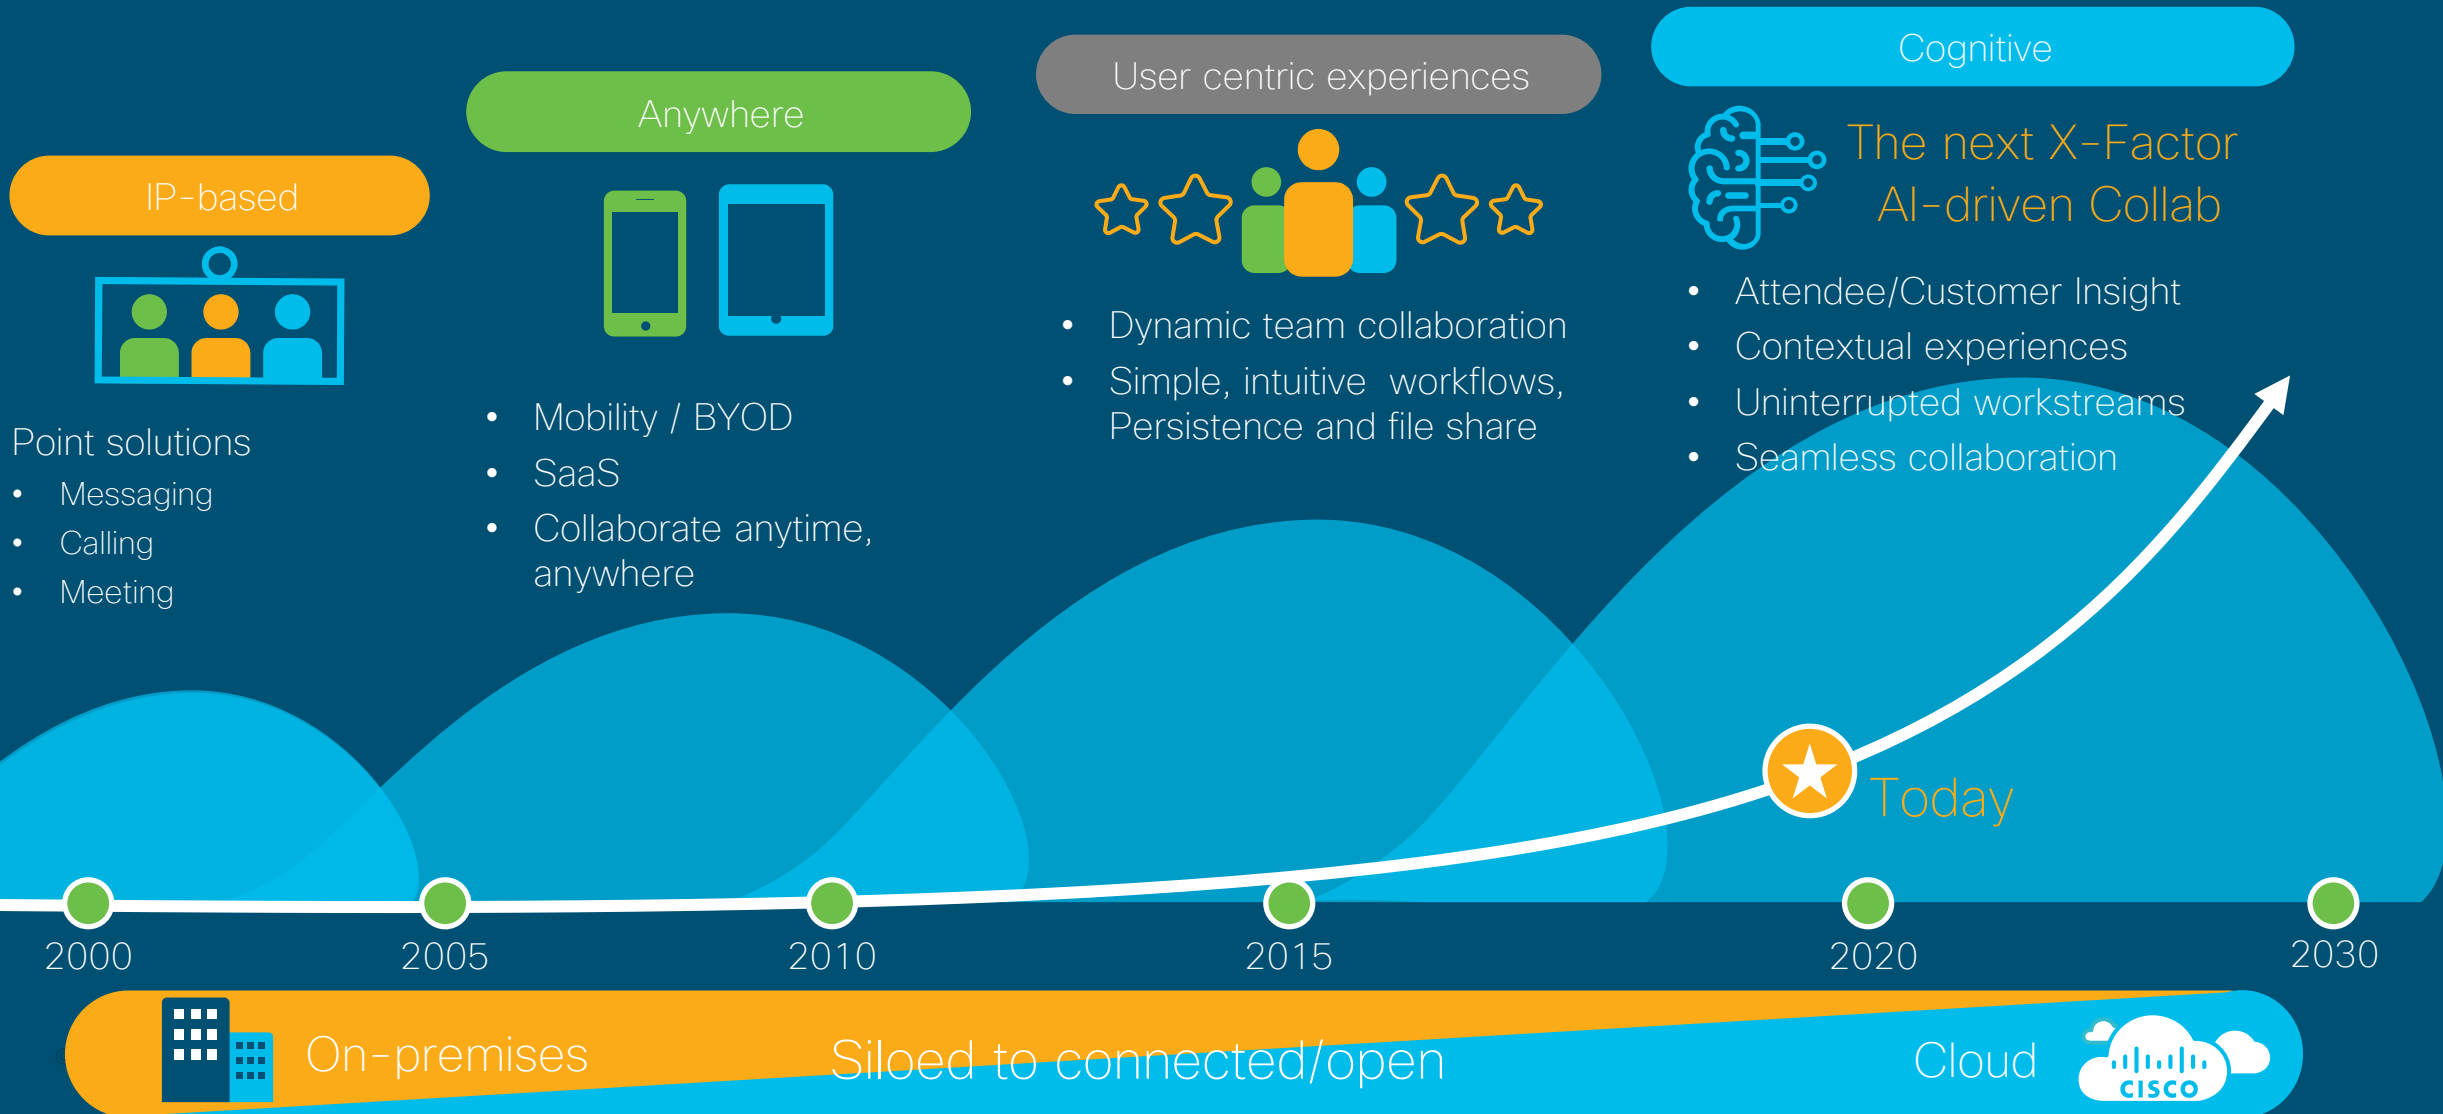 IP-based
Point solutions
• Messaging
• Calling
• Meeting
Anywhere
• Mobility / BYOD
• SaaS
• Collaborate anytime,
anywhere
User centric experiences
• Dynamic team collaboration
• Simple, intuitive workflows,
Persistence and file share
Cognitive
The next X-Factor
AI-driven Collab
• Attendee/Customer Insight
• Contextual experiences
• Uninterrupted workstreams
• Seamless collaboration
Today
2000
2005
2010
2015
2020
2030
On-premises
Siloed to connected/open
Cloud
CISCO